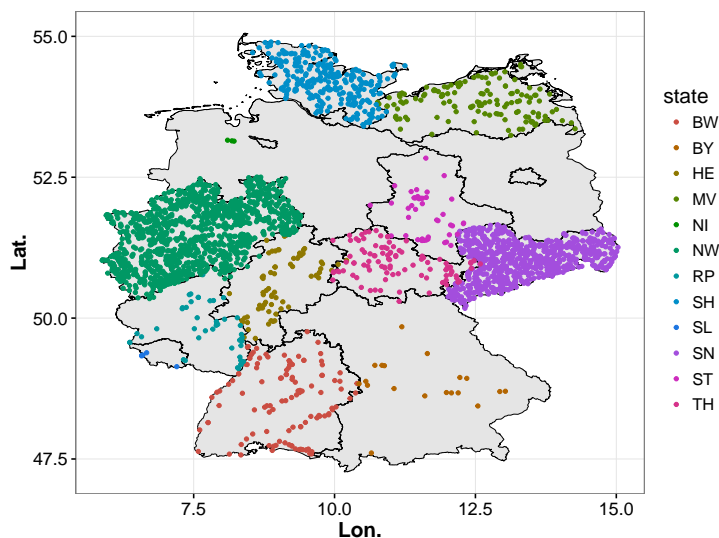 55.0
52.5
50.0
47.5
Lat.
7.5
10.0
12.5
15.0
Lon.
state
BW
BY
HE
MV
NI
NW
RP
SH
SL
SN
ST
TH